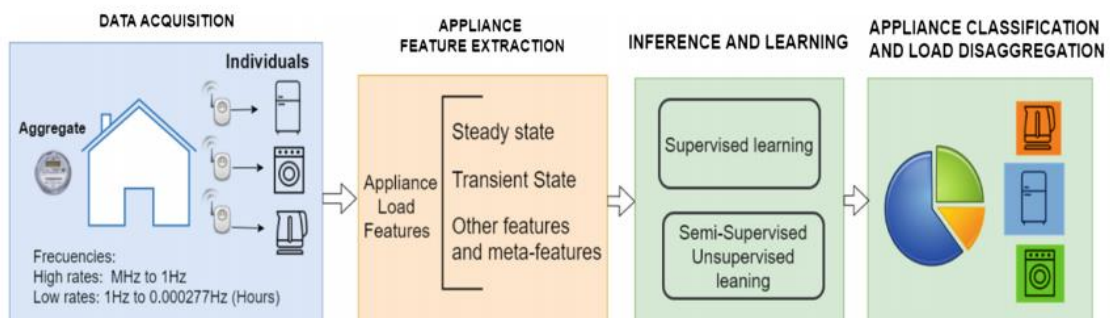 DATA ACQUISITION
Individuals
Aggregate
Frecuencies:
High rates: MHz to 1Hz
Low rates: 1Hz to 0.000277Hz (Hours)
APPLIANCE
FEATURE EXTRACTION
Appliance
Load
Features
Steady state
Transient State
Other features
and meta-features
INFERENCE AND LEARNING
Supervised learning
Semi-Supervised
Unsupervised
leaning
APPLIANCE CLASSIFICATION
AND LOAD DISAGGREGATION